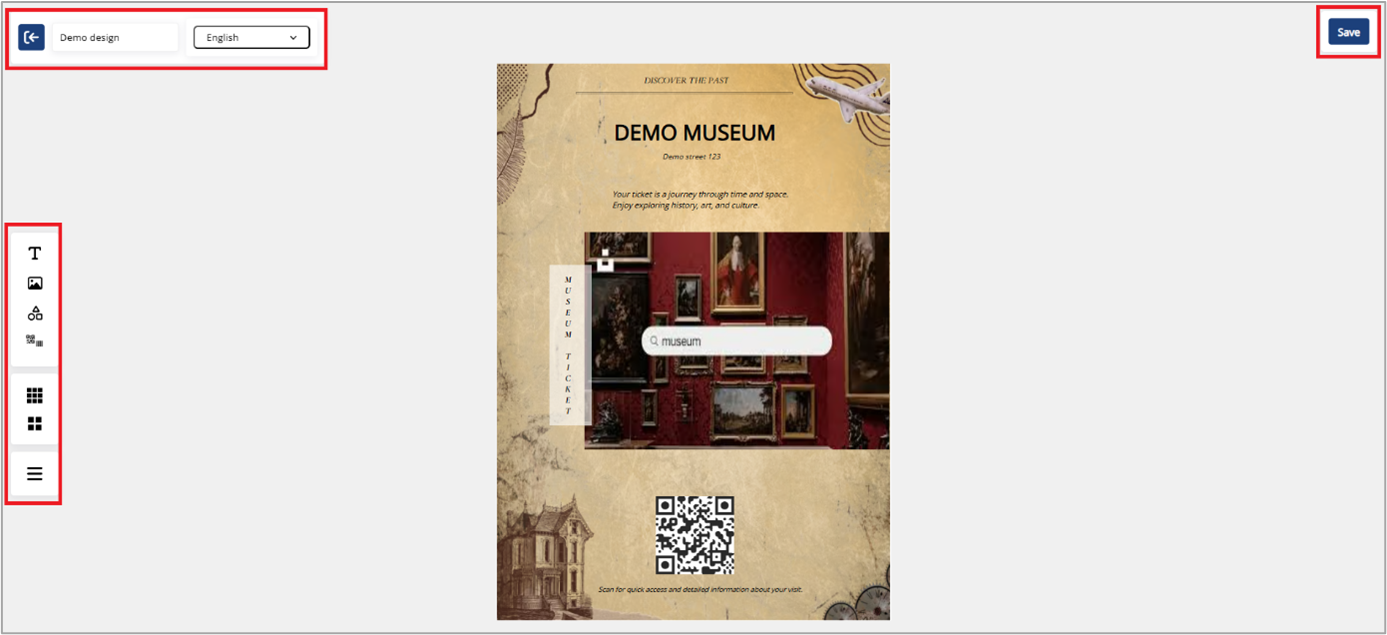 Demo design
English
Save
DISCOVER THE PAST
DEMO MUSEUM
Demo street 123
Your ticket is a journey through time and space.
Enjoy exploring history, art, and culture.
MUSEUM TICKET
museum
Scan for quick access and detailed information about your visit.